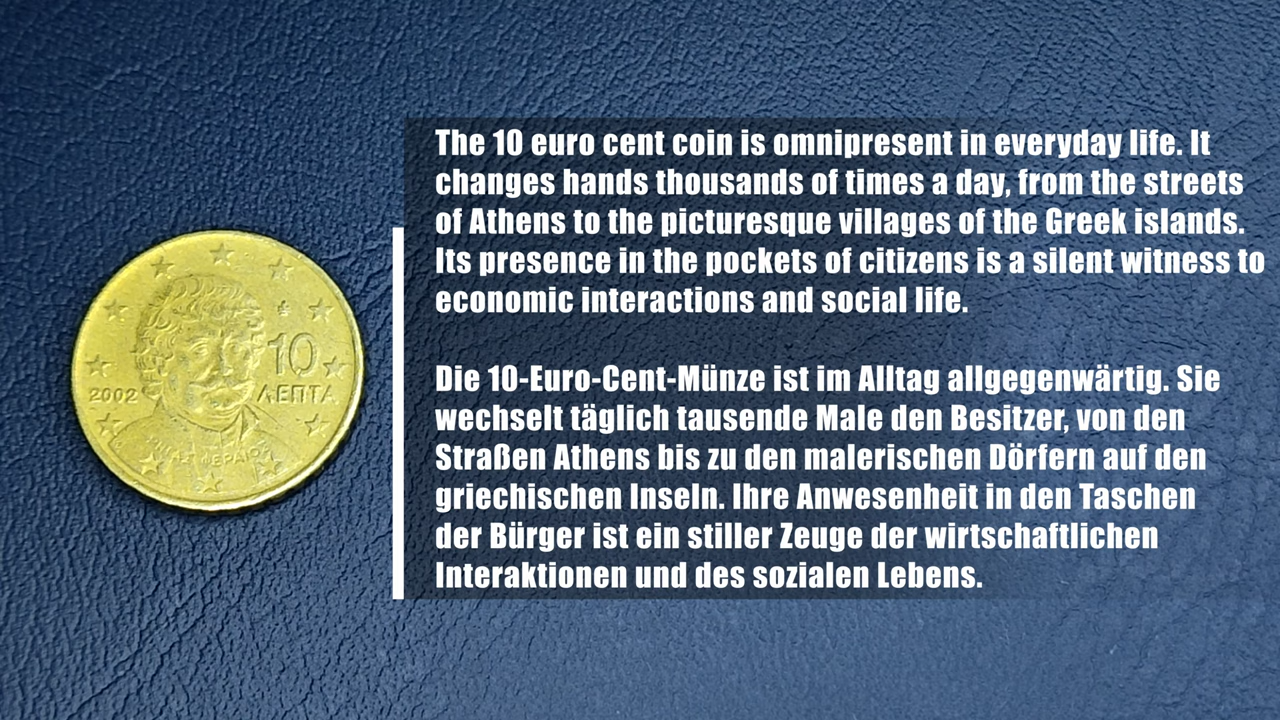 10
2002
ΛΕΠΤΑ
The 10 euro cent coin is omnipresent in everyday life. It
changes hands thousands of times a day, from the streets
of Athens to the picturesque villages of the Greek islands.
Its presence in the pockets of citizens is a silent witness to
economic interactions and social life.
Die 10-Euro-Cent-Münze ist im Alltag allgegenwärtig. Sie
wechselt täglich tausende Male den Besitzer, von den
Straßen Athens bis zu den malerischen Dörfern auf den
griechischen Inseln. Ihre Anwesenheit in den Taschen
der Bürger ist ein stiller Zeuge der wirtschaftlichen
Interaktionen und des sozialen Lebens.